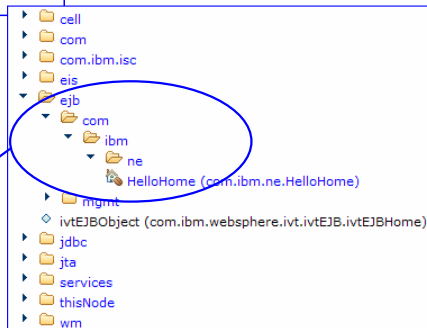 cell
com
com.ibm.isc
eis
ejb
com
ibm
ne
HelloHome (com.ibm.ne.HelloHome)
mgmt
ivtEJBObject (com.ibm.websphere.ivt.ivtEJB.ivtEJBHome)
jdbc
jta
services
thisNode
wm